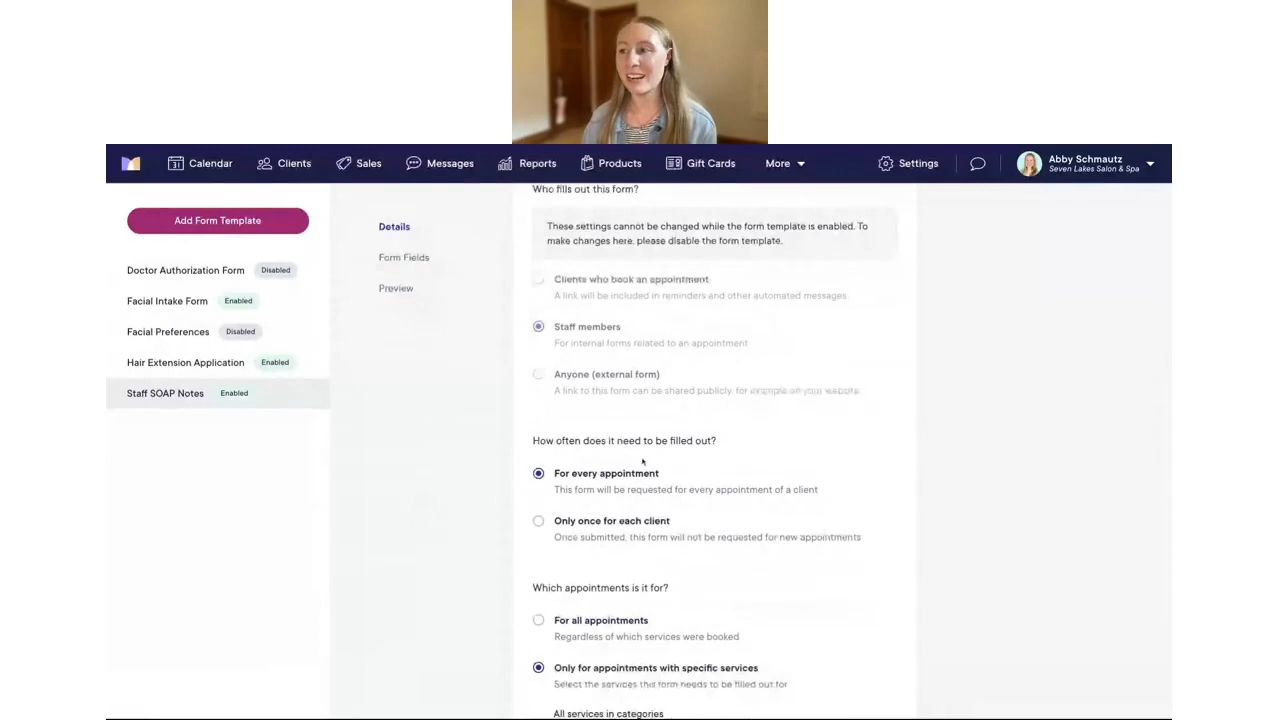 31 Calendar
Clients
Sales
Messages
Reports
Products
Gift Cards
More
Settings
Abby Schmautz
Seven Lakes Salon & Spa
Add Form Template
Doctor Authorization Form Disabled
Facial Intake Form Enabled
Facial Preferences Disabled
Hair Extension Application Enabled
Staff SOAP Notes Enabled
Details
Form Fields
Preview
Who fills out this form?
These settings cannot be changed while the form template is enabled. To
make changes here, please disable the form template.
Clients who book an appointment
A link will be included in reminders and other automated messages
Staff members
For internal forms related to an appointment
Anyone (external form)
A link to this form can be shared publicly, for example on your website
How often does it need to be filled out?
For every appointment
This form will be requested for every appointment of a client
Only once for each client
Once submitted, this form will not be requested for new appointments
Which appointments is it for?
For all appointments
Regardless of which services were booked
Only for appointments with specific services
Select the services this form needs to be filled out for
All services in categories